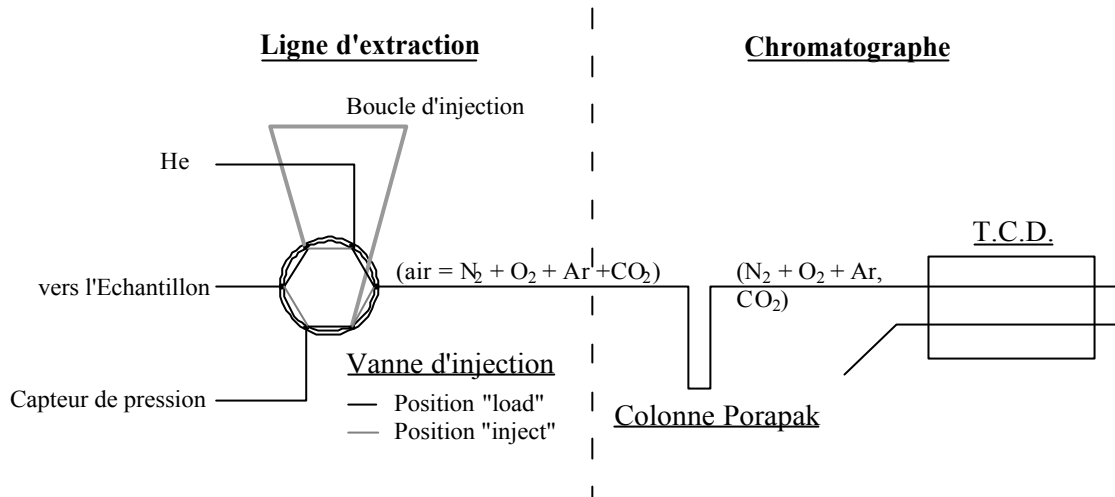 Ligne d'extraction
Chromatographe
Boucle d'injection
He
T.C.D.
vers l'Echantillon
(air = N₂ + O₂ + Ar +CO₂)
(N₂ + O₂ + Ar,
CO₂)
Vanne d'injection
Capteur de pression
Position "load"
Position "inject"
Colonne Porapak